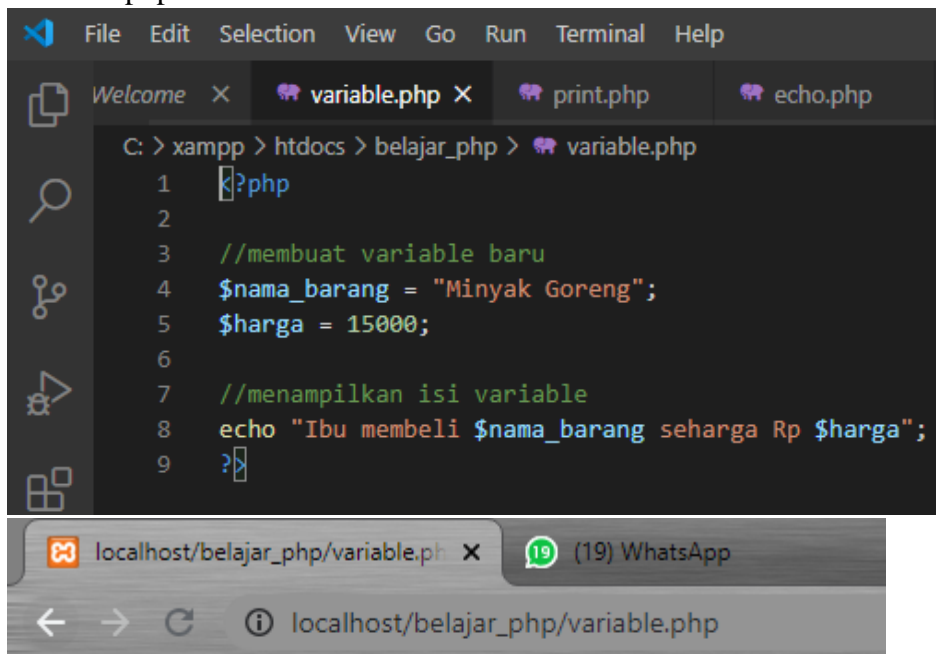 File Edit Selection View Go Run Terminal Help
Welcome × variable.php × print.php echo.php
C: > xampp > htdocs > belajar_php > variable.php
1 <?php
2
3 //membuat variable baru
4 $nama_barang = "Minyak Goreng";
5 $harga = 15000;
6
7 //menampilkan isi variable
8 echo "Ibu membeli $nama_barang seharga Rp $harga";
9 ?>
localhost/belajar_php/variable.ph × 19 (19) WhatsApp
localhost/belajar_php/variable.php